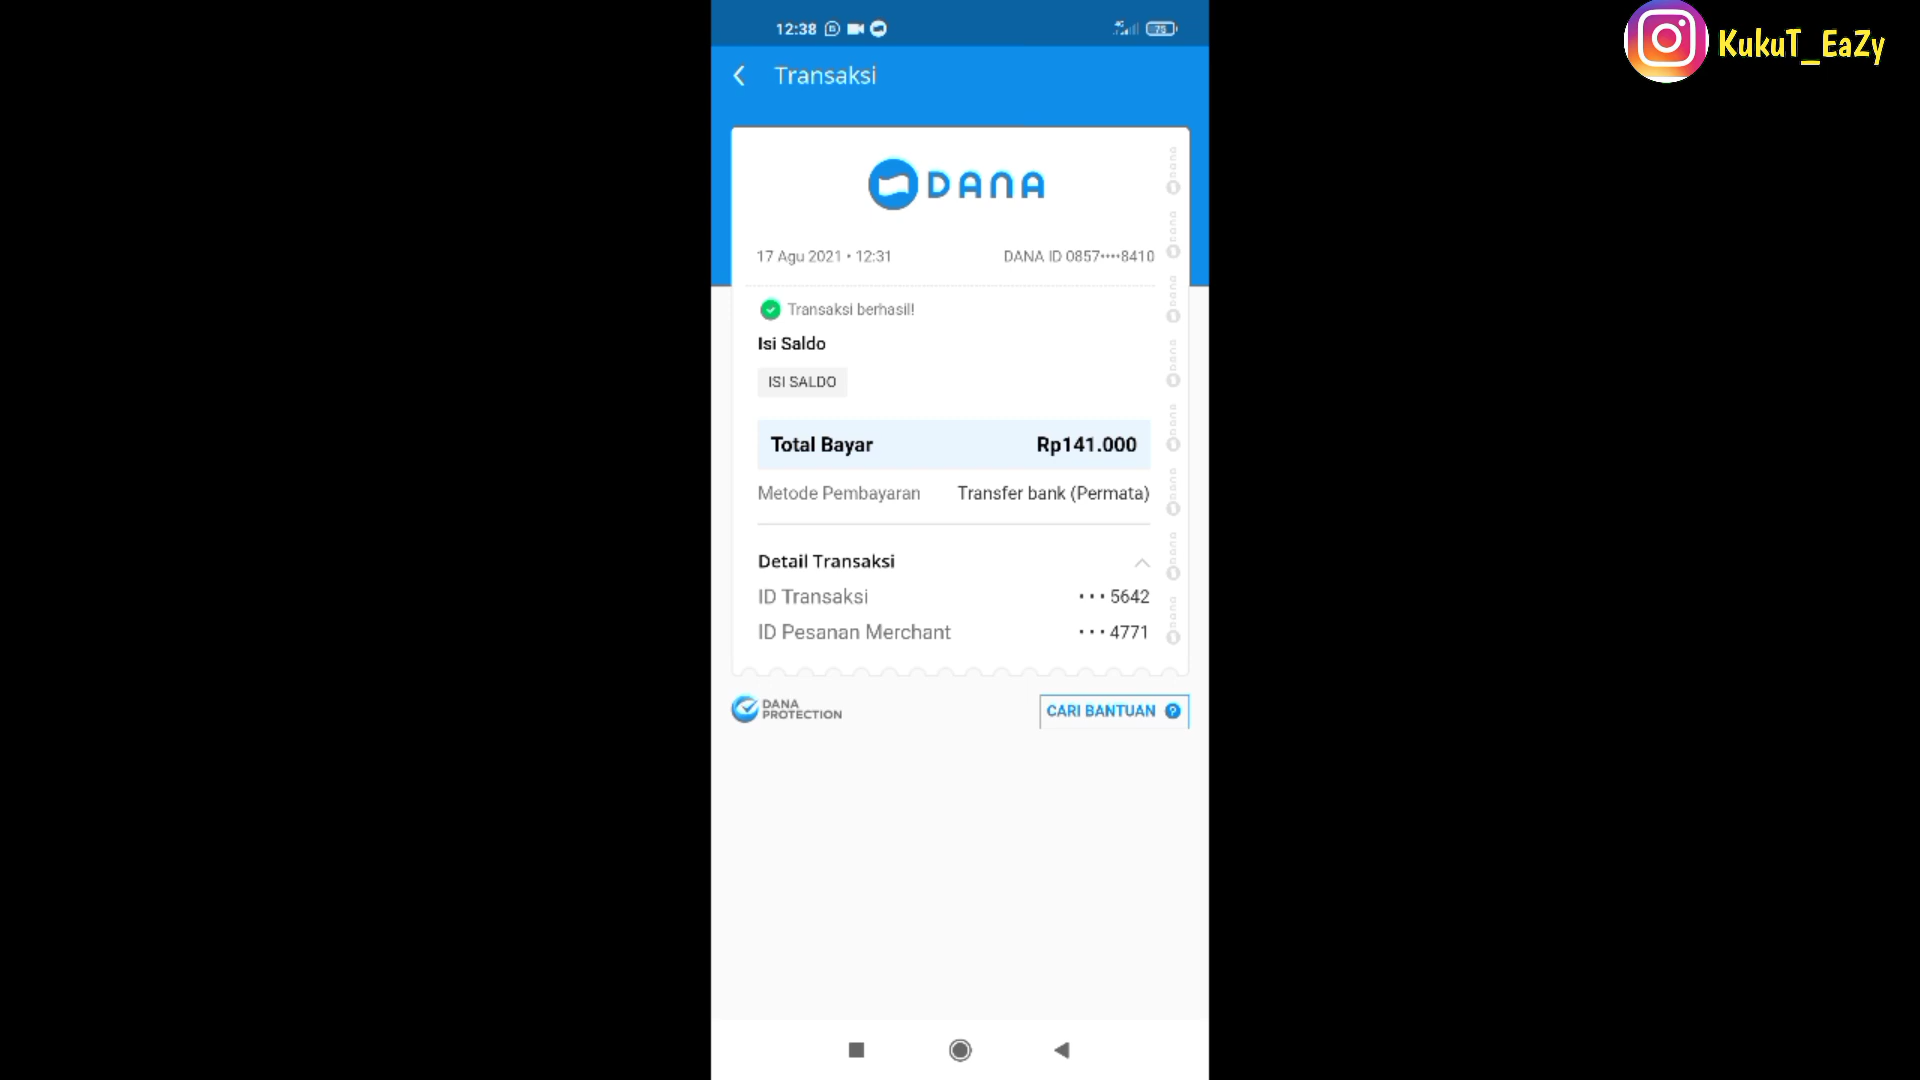 12:38
75
KukuT_EaZy
Transaksi
DANA
17 Agu 2021 • 12:31 DANA ID 0857••••8410
Transaksi berhasil!
Isi Saldo
ISI SALDO
Total Bayar Rp141.000
Metode Pembayaran Transfer bank (Permata)
Detail Transaksi
ID Transaksi ••• 5642
ID Pesanan Merchant ••• 4771
DANA
PROTECTION
CARI BANTUAN ?